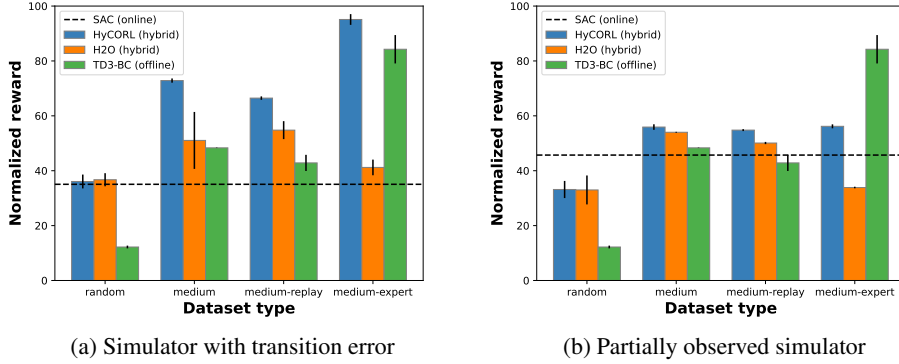 100
80
60
40
20
0
Normalized reward
SAC (online)
HyCORL (hybrid)
H2O (hybrid)
TD3-BC (offline)
random
medium
medium-replay
medium-expert
Dataset type
(a) Simulator with transition error
100
80
60
40
20
0
Normalized reward
SAC (online)
HyCORL (hybrid)
H2O (hybrid)
TD3-BC (offline)
random
medium
medium-replay
medium-expert
Dataset type
(b) Partially observed simulator